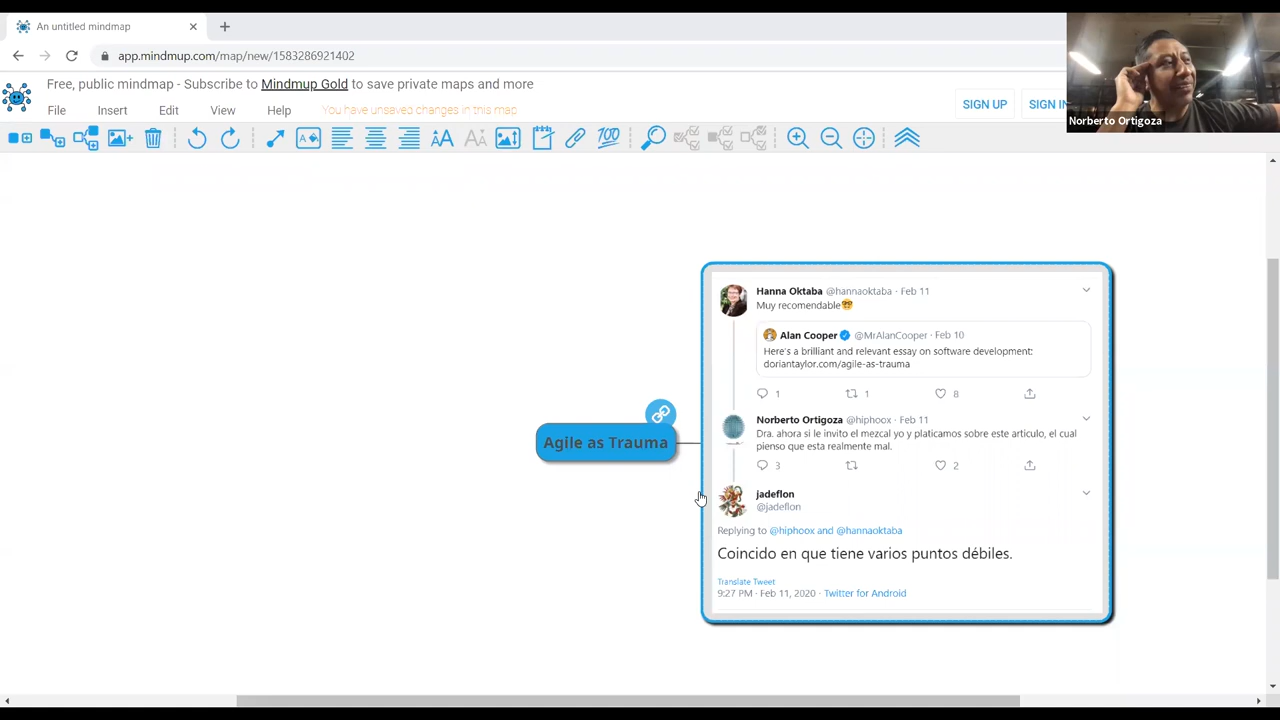 An untitled mindmap
app.mindmup.com/map/new/1583286921402
Free, public mindmap - Subscribe to Mindmup Gold to save private maps and more
File Insert Edit View Help You have unsaved changes in this map
SIGN UP SIGN IN
Norberto Ortigoza
100
Agile as Trauma
Hanna Oktaba @hannaoktaba · Feb 11
Muy recomendable
Alan Cooper @MrAlanCooper · Feb 10
Here's a brilliant and relevant essay on software development:
doriantaylor.com/agile-as-trauma
1 1 8
Norberto Ortigoza @hiphoox · Feb 11
Dra. ahora si le invito el mezcal yo y platicamos sobre este articulo, el cual
pienso que esta realmente mal.
3 2
jadeflon
@jadeflon
Replying to @hiphoox and @hannaoktaba
Coincido en que tiene varios puntos débiles.
Translate Tweet
9:27 PM · Feb 11, 2020 · Twitter for Android